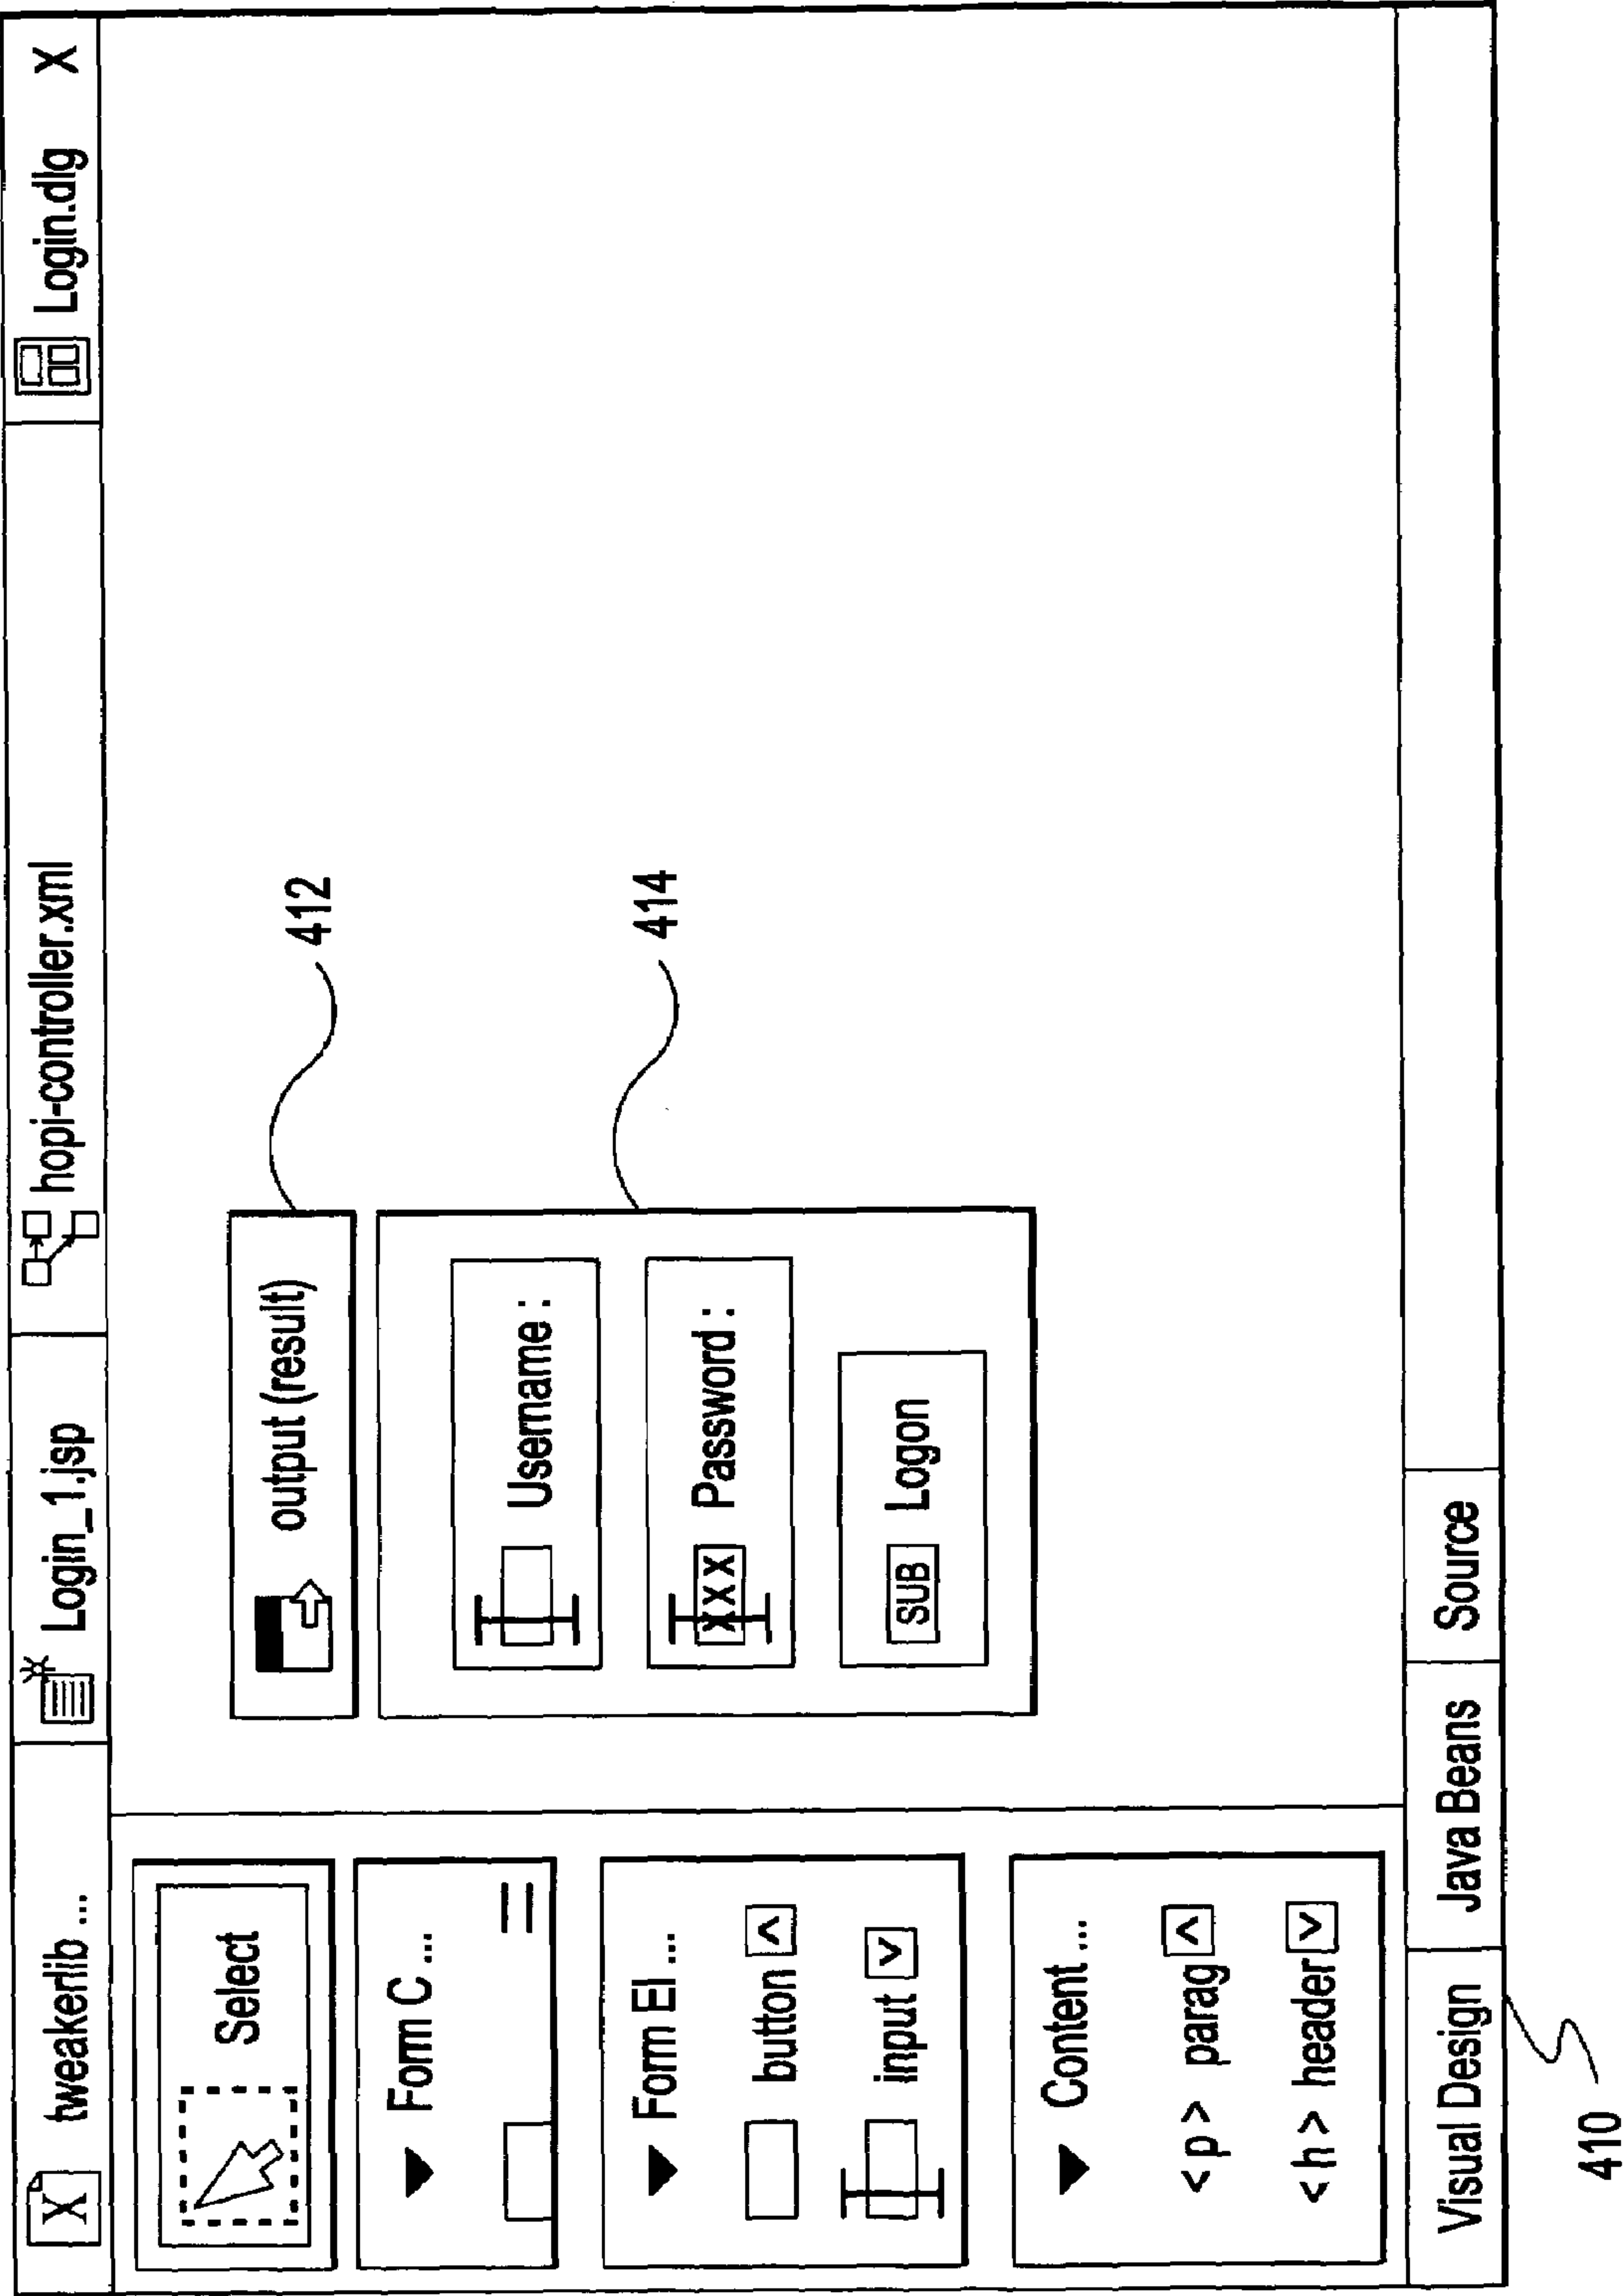 X tweakerlib ... Login_1.jsp hopi-controller.xml Login.dlg X
Select
Form C ...
Form El ...
button
input
Content ...
< p > parag
< h > header
output (result)
412
Username :
414
XXX Password :
SUB Logon
Visual Design Java Beans Source
410